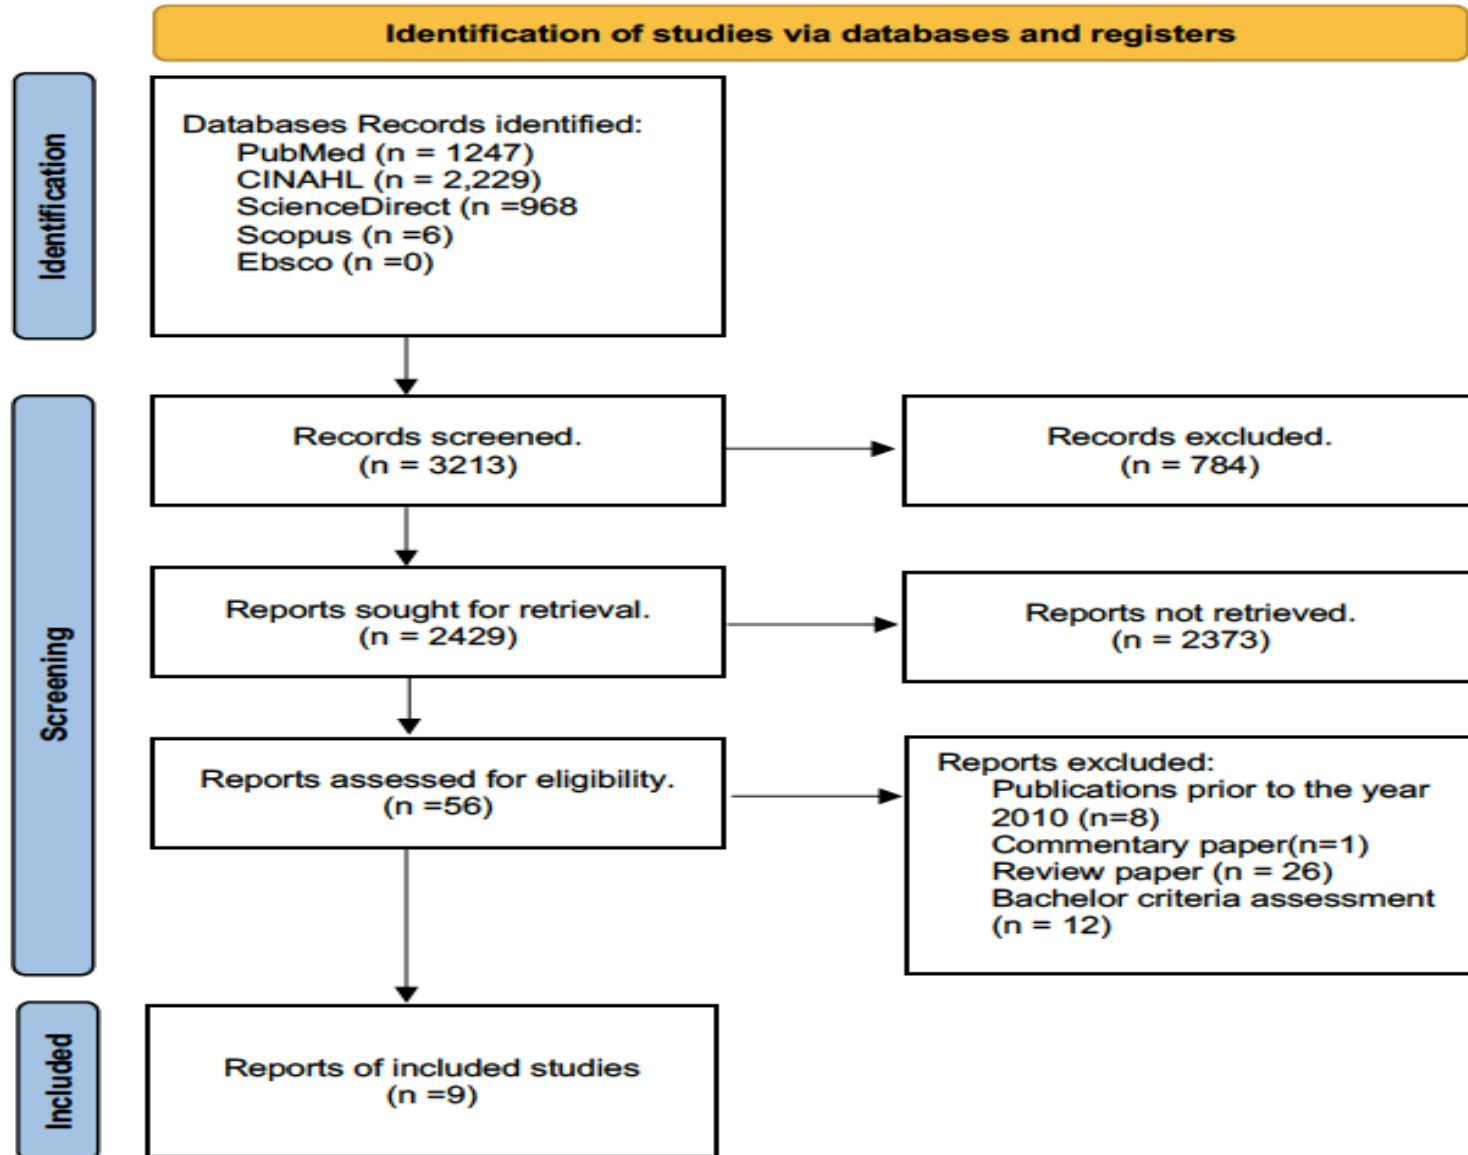 Identification of studies via databases and registers
Identification
Databases Records identified:
PubMed (n = 1247)
CINAHL (n = 2,229)
ScienceDirect (n =968
Scopus (n =6)
Ebsco (n =0)
Screening
Records screened.
(n = 3213)
Records excluded.
(n = 784)
Reports sought for retrieval.
(n = 2429)
Reports not retrieved.
(n = 2373)
Reports assessed for eligibility.
(n =56)
Reports excluded:
Publications prior to the year
2010 (n=8)
Commentary paper(n=1)
Review paper (n = 26)
Bachelor criteria assessment
(n = 12)
Included
Reports of included studies
(n =9)